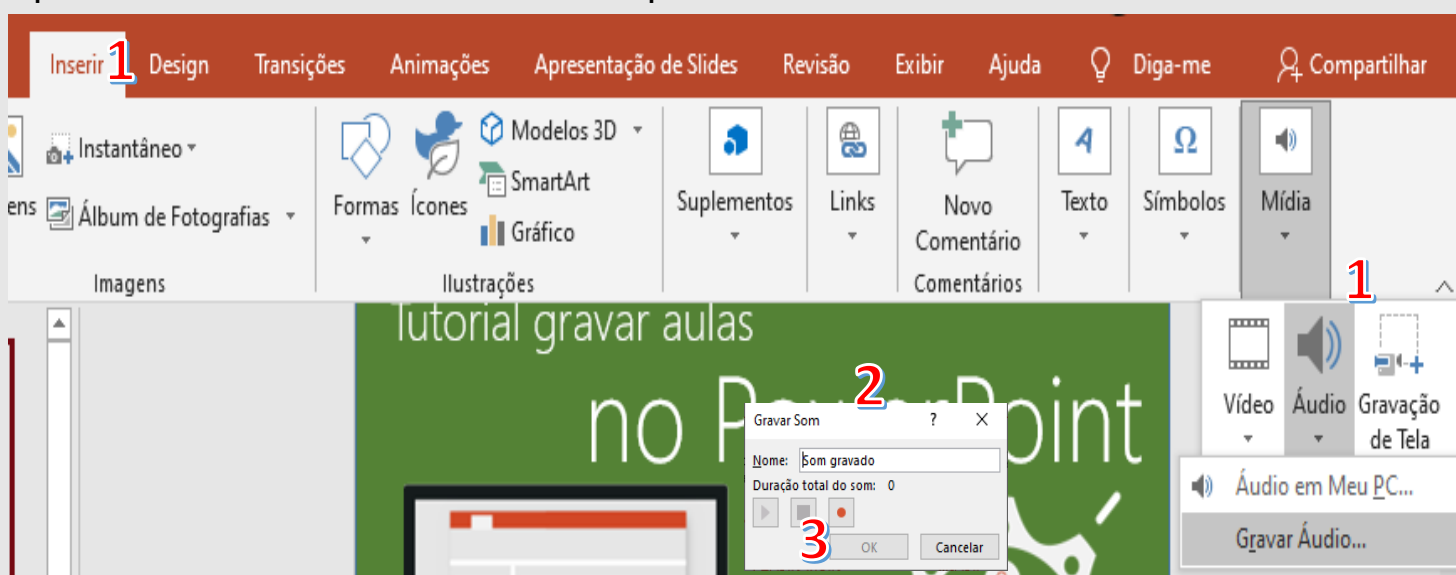 Inserir 1 Design Transições Animações Apresentação de Slides Revisão Exibir Ajuda Diga-me Compartilhar
Instantâneo
ens Álbum de Fotografias
Imagens
Formas
Ícones
Modelos 3D
SmartArt
Gráfico
Ilustrações
Suplementos
Links
Novo
Comentário
Comentários
Texto
Símbolos
Mídia
1
Vídeo
Áudio
Gravação
de Tela
Áudio em Meu PC...
Gravar Áudio...
Tutorial gravar aulas
no PowerPoint
2
Gravar Som ? X
Nome: Som gravado
Duração total do som: 0
3
OK Cancelar